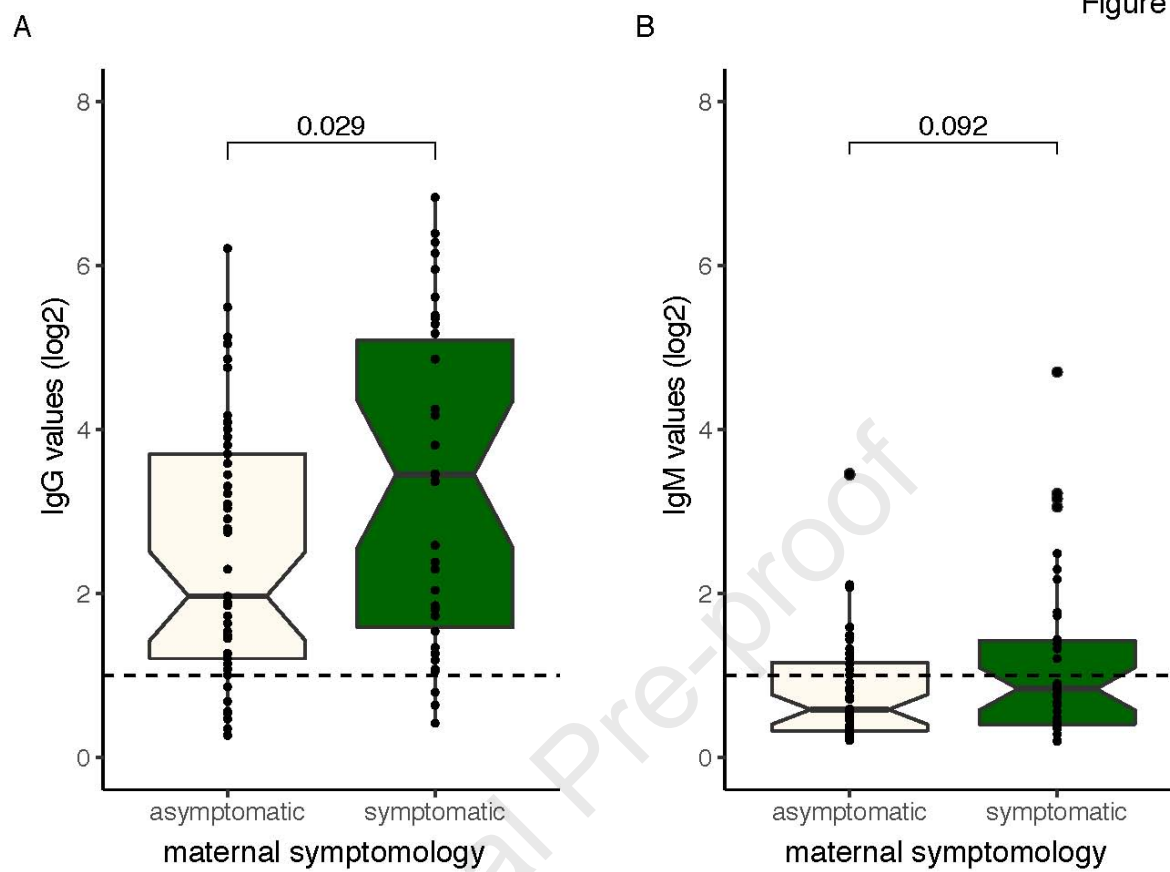 Figure
A
B
8
6
4
2
0
IgG values (log2)
0.029
asymptomatic
symptomatic
maternal symptomology
8
6
4
2
0
IgM values (log2)
0.092
asymptomatic
symptomatic
maternal symptomology
al Pre-proof